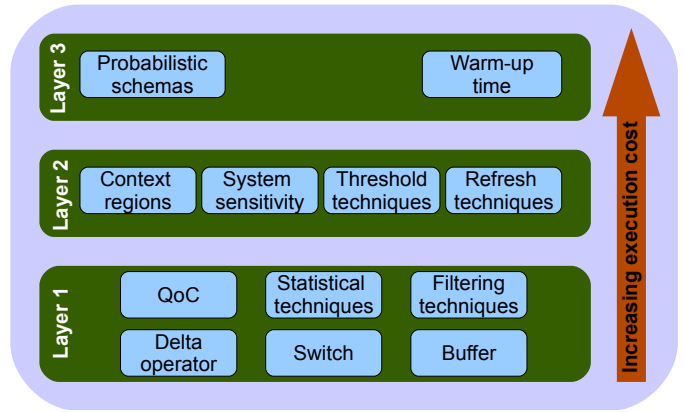 Layer 3
Probabilistic
schemas
Warm-up
time
Layer 2
Context
regions
System
sensitivity
Threshold
techniques
Refresh
techniques
Layer 1
QoC
Statistical
techniques
Filtering
techniques
Delta
operator
Switch
Buffer
Increasing execution cost